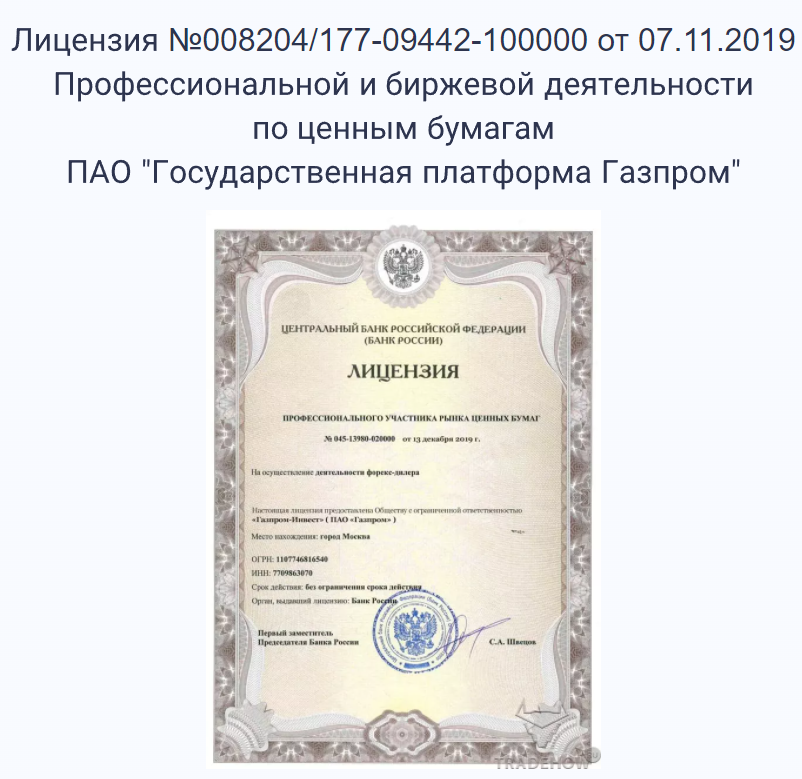 Лицензия №008204/177-09442-100000 от 07.11.2019
Профессиональной и биржевой деятельности
по ценным бумагам
ПАО "Государственная платформа Газпром"
ЦЕНТРАЛЬНЫЙ БАНК РОССИЙСКОЙ ФЕДЕРАЦИИ
(БАНК РОССИИ)
ЛИЦЕНЗИЯ
ПРОФЕССИОНАЛЬНОГО УЧАСТНИКА РЫНКА ЦЕННЫХ БУМАГ
№ 045-13980-020000 от 13 декабря 2019 г.
На осуществление деятельности форекс-дилера
Настоящая лицензия предоставлена Обществу с ограниченной ответственностью
«Газпром-Инвест» ( ПАО «Газпром» )
Место нахождения: город Москва
ОГРН: 1107746816540
ИНН: 7709863070
Срок действия: без ограничения срока действия
Орган, выдавший лицензию: Банк России
Первый заместитель
Председателя Банка России
С.А. Швецов
TRADEHOW